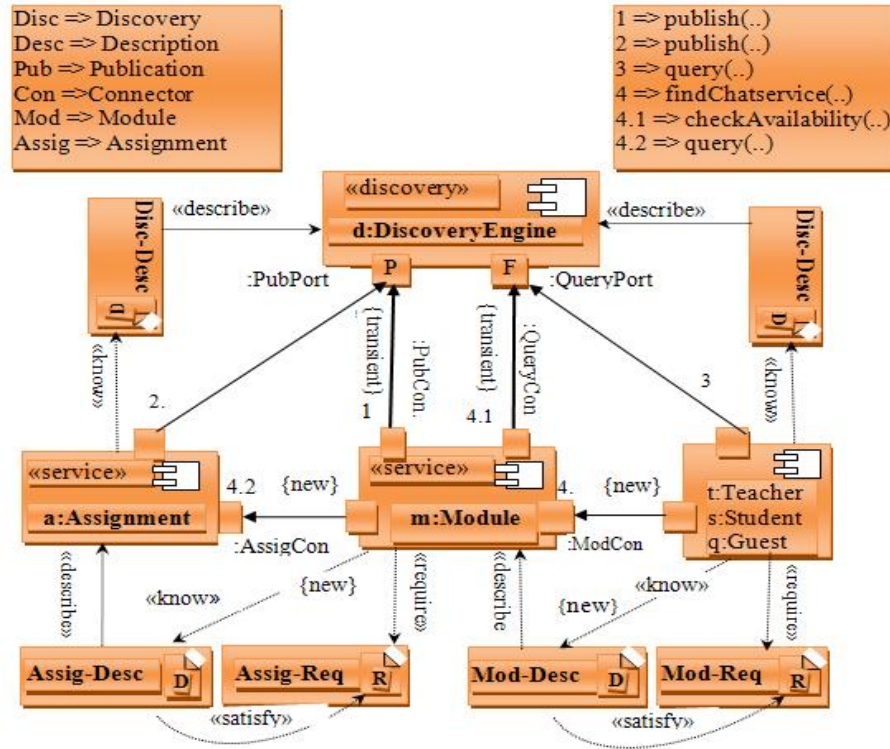 Disc => Discovery
Desc => Description
Pub => Publication
Con =>Connector
Mod => Module
Assig => Assignment
1 => publish(..)
2 => publish(..)
3 => query(..)
4 => findChatservice(..)
4.1 => checkAvailability(..)
4.2 => query(..)
«discovery»
d:DiscoveryEngine
P
F
:PubPort
:QueryPort
«describe»
«describe»
Disc-Desc
D
Disc-Desc
D
«know»
«know»
{transient}
:PubCon.
{transient}
:QueryCon
2.
1
4.1
3
«service»
a:Assignment
4.2
{new}
:AssigCon
«service»
m:Module
4.
{new}
:ModCon
t:Teacher
s:Student
q:Guest
«describe»
«know»
{new}
«require»
«describe
«know»
{new}
«require»
Assig-Desc
D
Assig-Req
R
Mod-Desc
D
Mod-Req
R
«satisfy»
«satisfy»